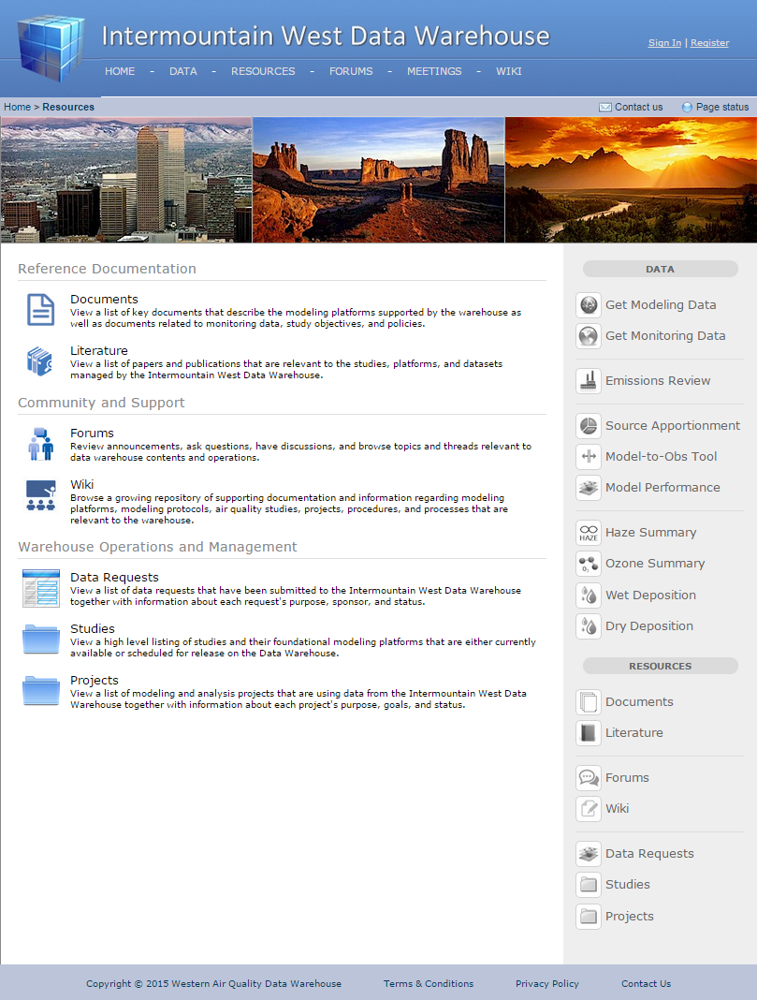 Intermountain West Data Warehouse
Sign In | Register
HOME - DATA - RESOURCES - FORUMS - MEETINGS - WIKI
Home > Resources
Contact us
Page status
Reference Documentation
Documents
View a list of key documents that describe the modeling platforms supported by the warehouse as
well as documents related to monitoring data, study objectives, and policies.
Literature
View a list of papers and publications that are relevant to the studies, platforms, and datasets
managed by the Intermountain West Data Warehouse.
Community and Support
Forums
Review announcements, ask questions, have discussions, and browse topics and threads relevant to
data warehouse contents and operations.
Wiki
Browse a growing repository of supporting documentation and information regarding modeling
platforms, modeling protocols, air quality studies, projects, procedures, and processes that are
relevant to the warehouse.
Warehouse Operations and Management
Data Requests
View a list of data requests that have been submitted to the Intermountain West Data Warehouse
together with information about each request's purpose, sponsor, and status.
Studies
View a high level listing of studies and their foundational modeling platforms that are either currently
available or scheduled for release on the Data Warehouse.
Projects
View a list of modeling and analysis projects that are using data from the Intermountain West Data
Warehouse together with information about each project's purpose, goals, and status.
DATA
Get Modeling Data
Get Monitoring Data
Emissions Review
Source Apportionment
Model-to-Obs Tool
Model Performance
HAZE
Haze Summary
O3
Ozone Summary
Wet Deposition
Dry Deposition
RESOURCES
Documents
Literature
Forums
Wiki
Data Requests
Studies
Projects
Copyright © 2015 Western Air Quality Data Warehouse
Terms & Conditions
Privacy Policy
Contact Us